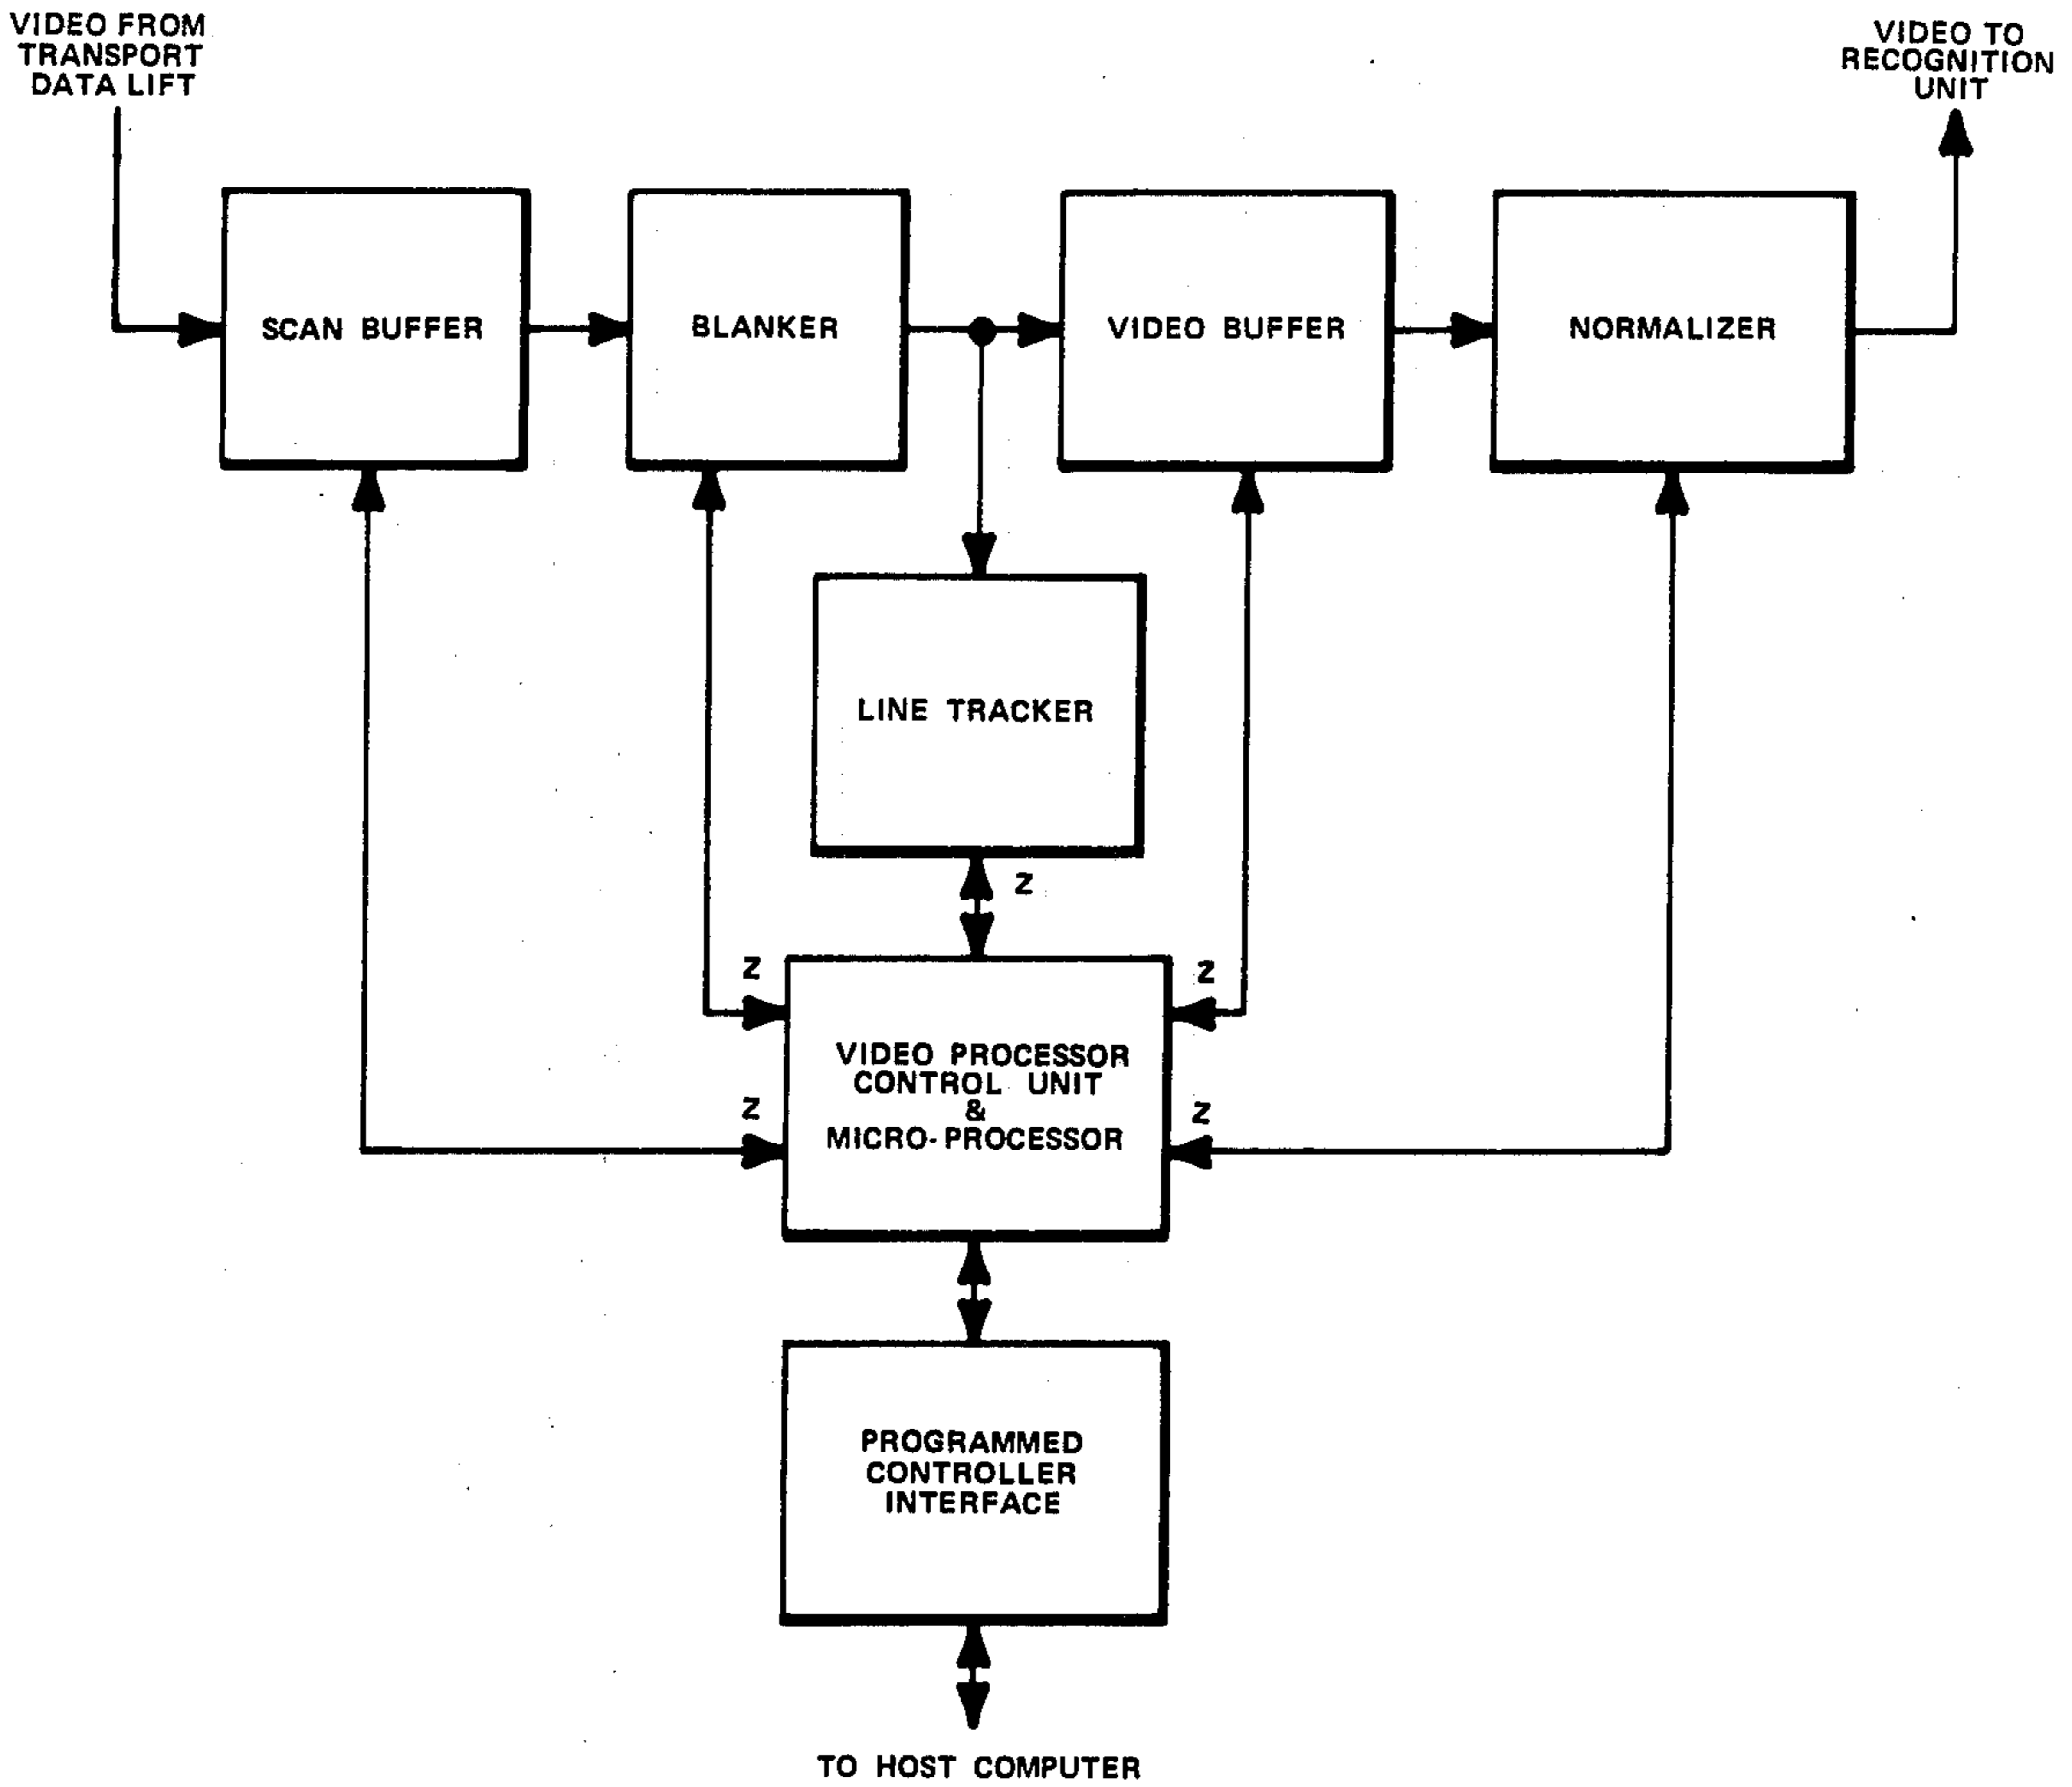 VIDEO FROM
TRANSPORT
DATA LIFT
VIDEO TO
RECOGNITION
UNIT
SCAN BUFFER
BLANKER
VIDEO BUFFER
NORMALIZER
LINE TRACKER
Z
Z
Z
VIDEO PROCESSOR
CONTROL UNIT
&
MICRO-PROCESSOR
Z
Z
PROGRAMMED
CONTROLLER
INTERFACE
TO HOST COMPUTER